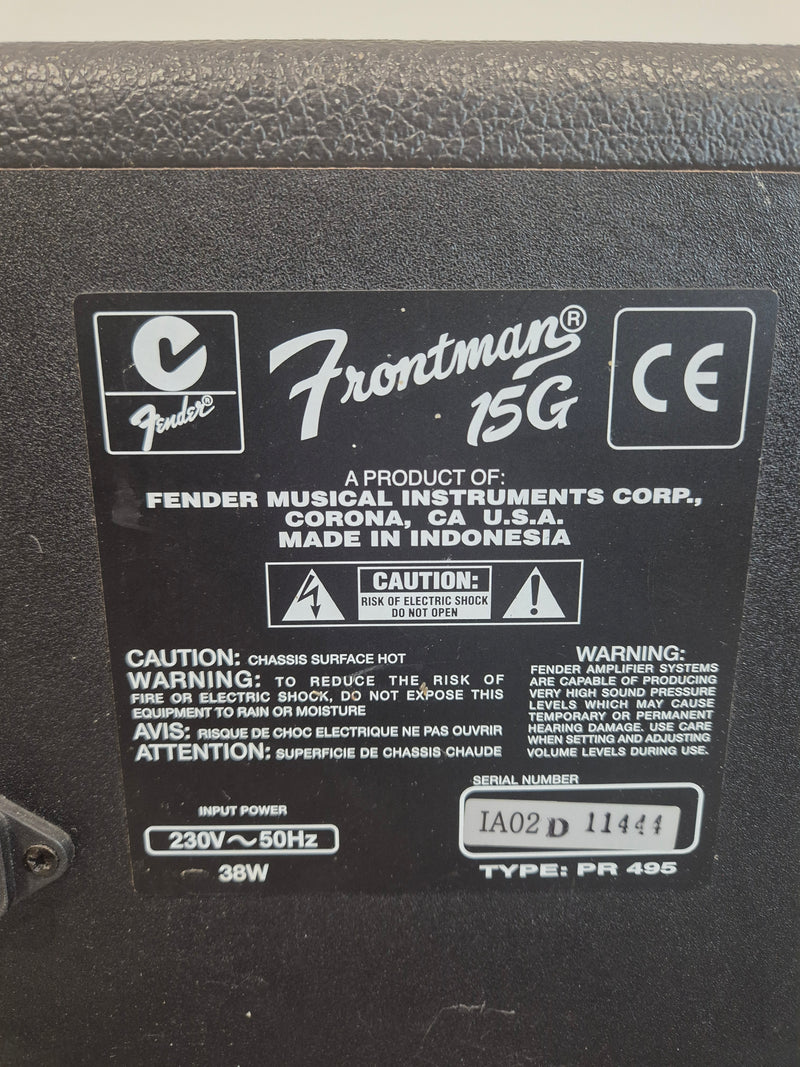 Fender®
Frontman®
15G
CE
A PRODUCT OF:
FENDER MUSICAL INSTRUMENTS CORP.,
CORONA, CA U.S.A.
MADE IN INDONESIA
CAUTION:
RISK OF ELECTRIC SHOCK
DO NOT OPEN
CAUTION: CHASSIS SURFACE HOT
WARNING: TO REDUCE THE RISK OF
FIRE OR ELECTRIC SHOCK, DO NOT EXPOSE THIS
EQUIPMENT TO RAIN OR MOISTURE
AVIS: RISQUE DE CHOC ELECTRIQUE NE PAS OUVRIR
ATTENTION: SUPERFICIE DE CHASSIS CHAUDE
WARNING:
FENDER AMPLIFIER SYSTEMS
ARE CAPABLE OF PRODUCING
VERY HIGH SOUND PRESSURE
LEVELS WHICH MAY CAUSE
TEMPORARY OR PERMANENT
HEARING DAMAGE. USE CARE
WHEN SETTING AND ADJUSTING
VOLUME LEVELS DURING USE.
INPUT POWER
230V~50Hz
38W
SERIAL NUMBER
IA02 D 11444
TYPE: PR 495